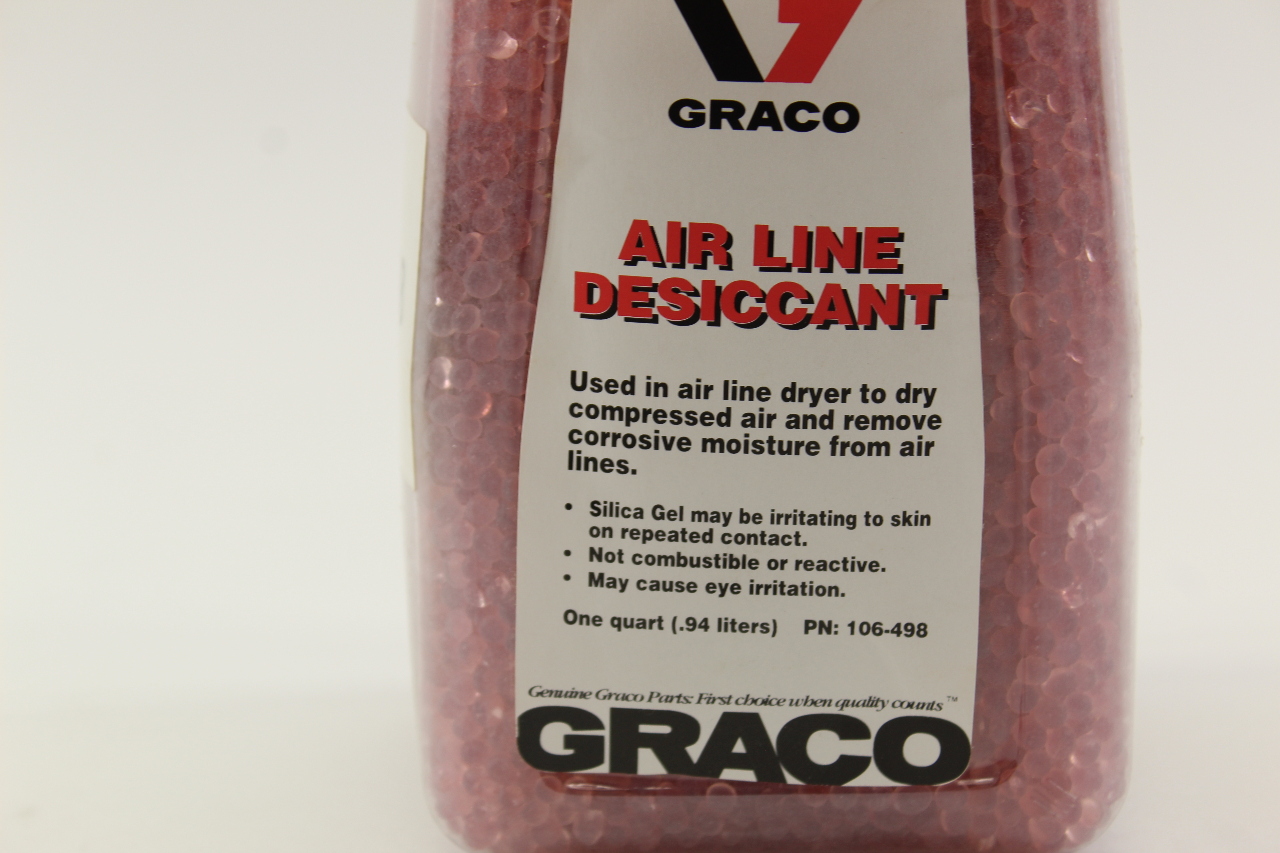 GRACO
AIR LINE
DESICCANT
Used in air line dryer to dry
compressed air and remove
corrosive moisture from air
lines.
• Silica Gel may be irritating to skin
on repeated contact.
• Not combustible or reactive.
• May cause eye irritation.
One quart (.94 liters) PN: 106-498
Genuine Graco Parts: First choice when quality counts™
GRACO